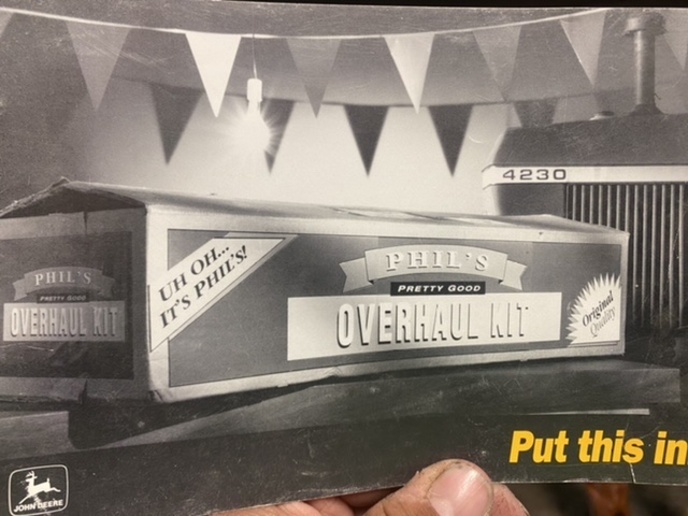 4230
UH OH...
IT'S PHIL'S!
PHIL'S
PRETTY GOOD
OVERHAUL KIT
PHIL'S
PRETTY GOOD
OVERHAUL KIT
Original
Quality
Put this in
JOHN DEERE